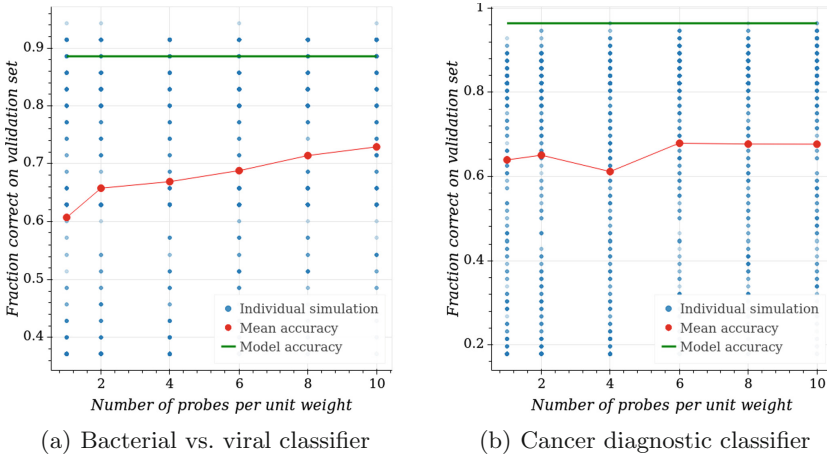 Fraction correct on validation set
0.9
0.8
0.7
0.6
0.5
0.4
Individual simulation
Mean accuracy
Model accuracy
2
4
6
8
10
Number of probes per unit weight
(a) Bacterial vs. viral classifier
Fraction correct on validation set
1
0.8
0.6
0.4
0.2
Individual simulation
Mean accuracy
Model accuracy
2
4
6
8
10
Number of probes per unit weight
(b) Cancer diagnostic classifier